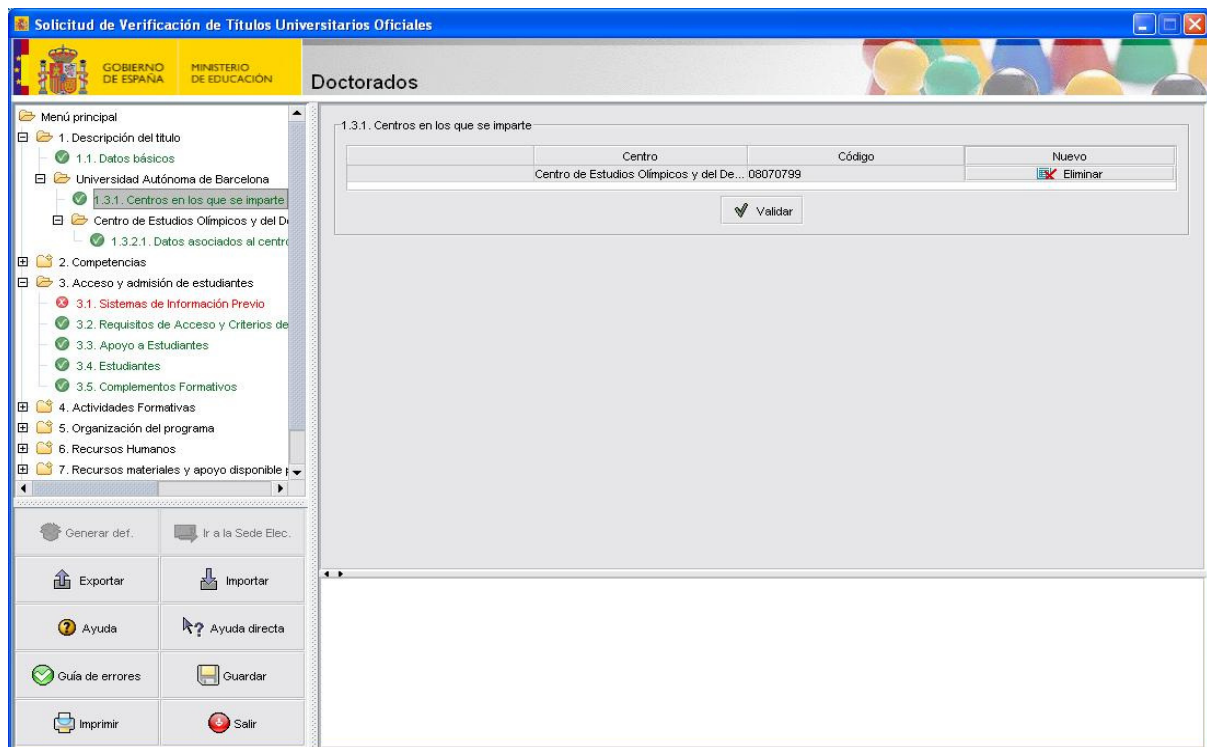 Solicitud de Verificación de Títulos Universitarios Oficiales
GOBIERNO DE ESPAÑA
MINISTERIO DE EDUCACIÓN
Doctorados
Menú principal
1. Descripción del título
1.1. Datos básicos
Universidad Autónoma de Barcelona
1.3.1. Centros en los que se imparte
Centro de Estudios Olímpicos y del De
1.3.2.1. Datos asociados al centro
2. Competencias
3. Acceso y admisión de estudiantes
3.1. Sistemas de Información Previo
3.2. Requisitos de Acceso y Criterios de
3.3. Apoyo a Estudiantes
3.4. Estudiantes
3.5. Complementos Formativos
4. Actividades Formativas
5. Organización del programa
6. Recursos Humanos
7. Recursos materiales y apoyo disponible p
Generar def.
Ir a la Sede Elec.
Exportar
Importar
Ayuda
Ayuda directa
Guía de errores
Guardar
Imprimir
Salir
1.3.1. Centros en los que se imparte
Centro Código Nuevo
Centro de Estudios Olímpicos y del De... 08070799 Eliminar
Validar